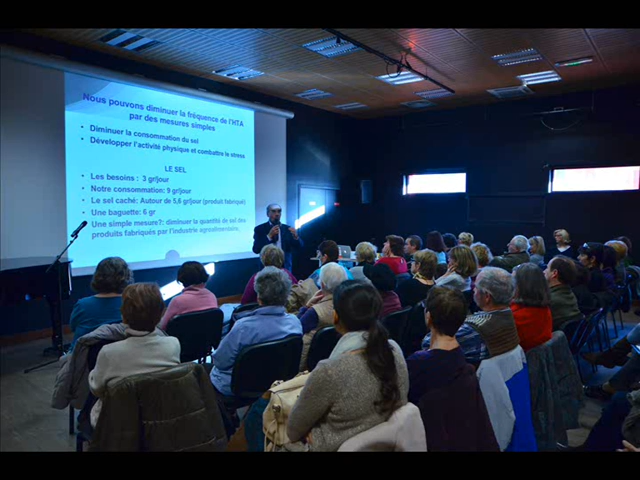 Nous pouvons diminuer la fréquence de l'HTA
par des mesures simples
• Diminuer la consommation du sel
• Développer l'activité physique et combattre le stress
LE SEL
• Les besoins : 3 gr/jour
• Notre consommation: 9 gr/jour
• Le sel caché: Autour de 5,6 gr/jour (produit fabriqué)
• Une baguette: 6 gr
• Une simple mesure?: diminuer la quantité de sel des
produits fabriqués par l'industrie agroalimentaire.